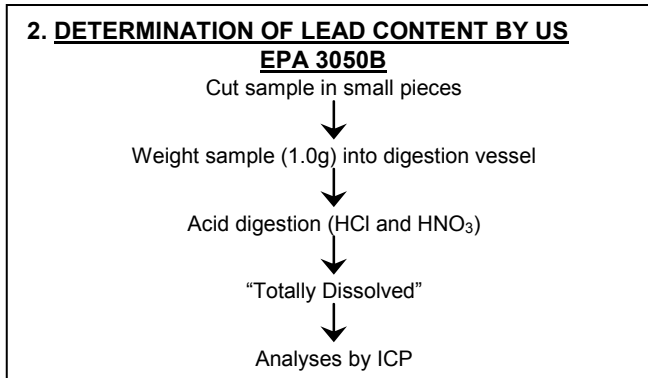 2. DETERMINATION OF LEAD CONTENT BY US
EPA 3050B
Cut sample in small pieces
Weight sample (1.0g) into digestion vessel
Acid digestion (HCl and HNO₃)
“Totally Dissolved”
Analyses by ICP